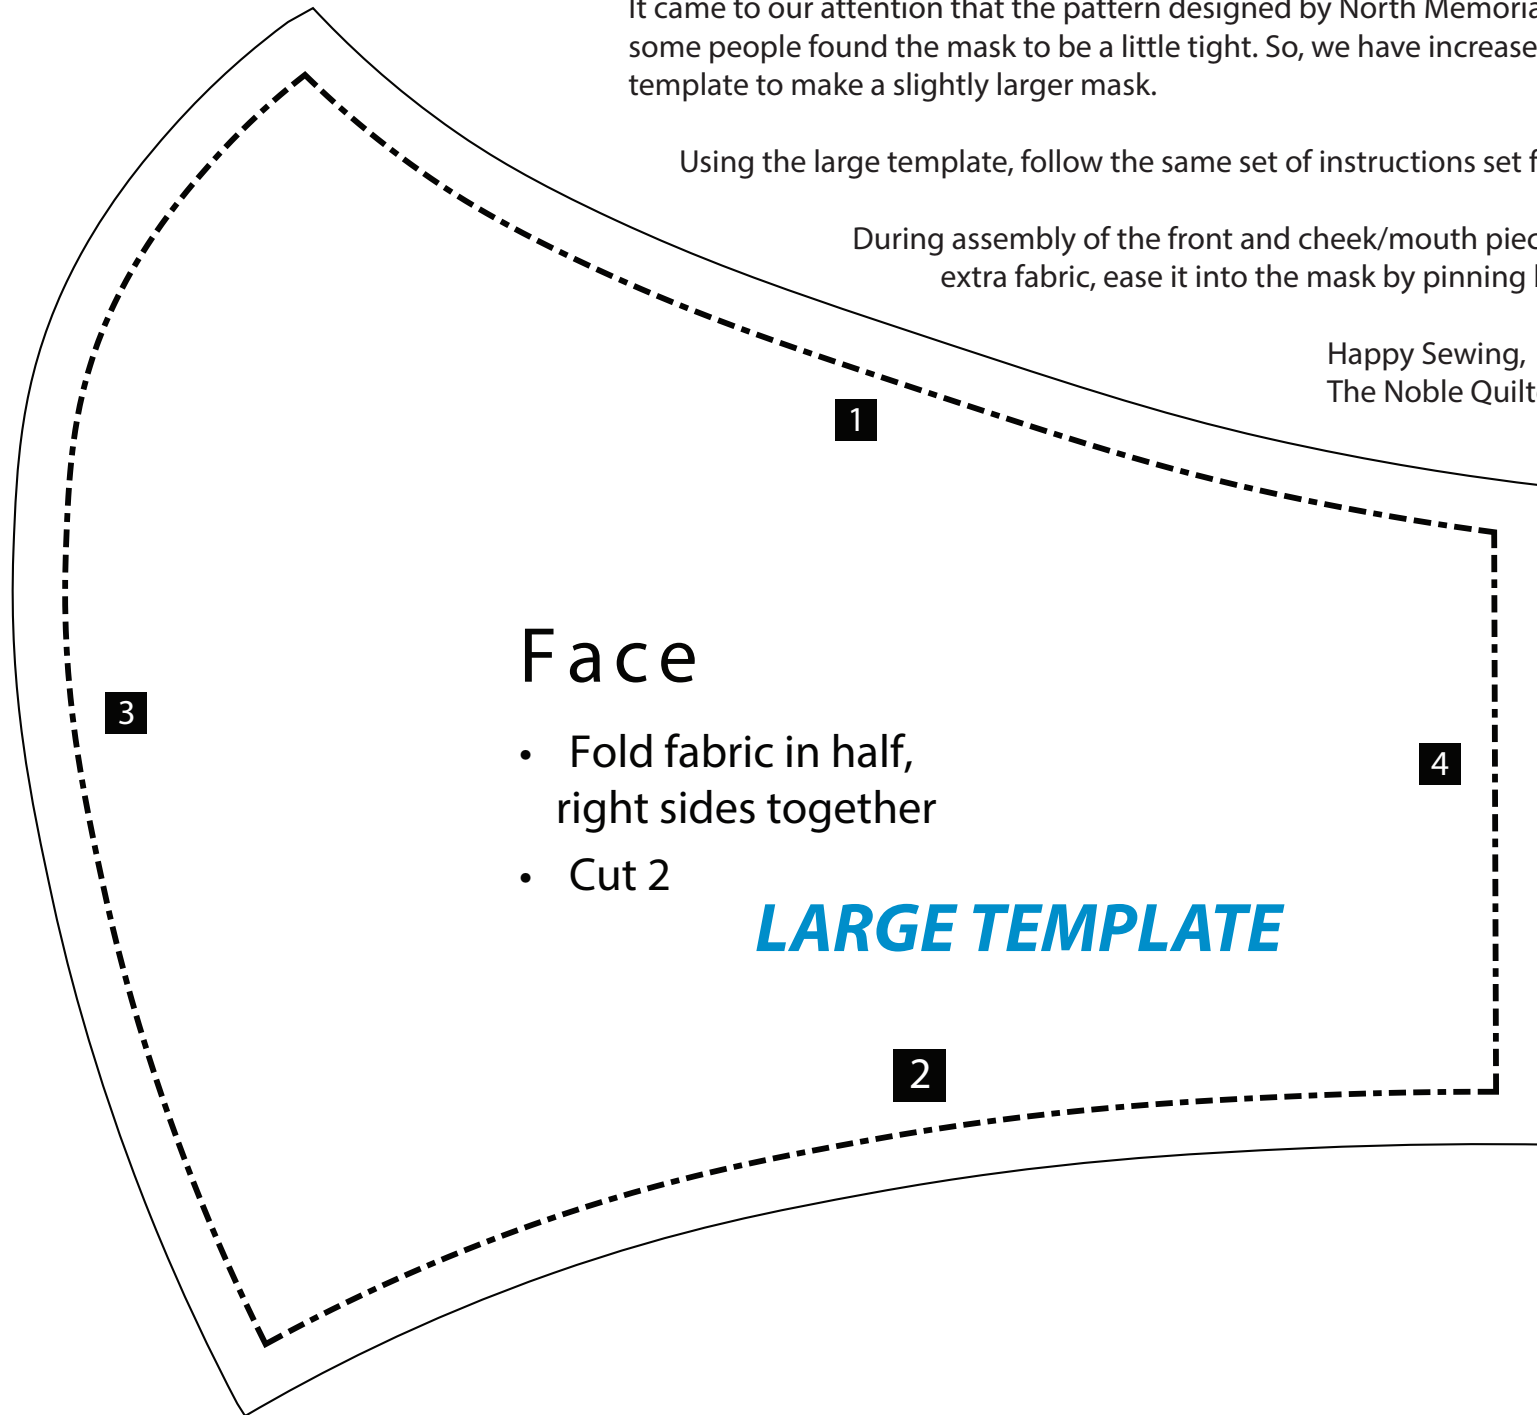 It came to our attention that the pattern designed by North Memoria
some people found the mask to be a little tight. So, we have increase
template to make a slightly larger mask.
Using the large template, follow the same set of instructions set f
During assembly of the front and cheek/mouth piec
extra fabric, ease it into the mask by pinning
Happy Sewing,
The Noble Quilt
1
Face
3
• Fold fabric in half,
right sides together
4
• Cut 2
LARGE TEMPLATE
2